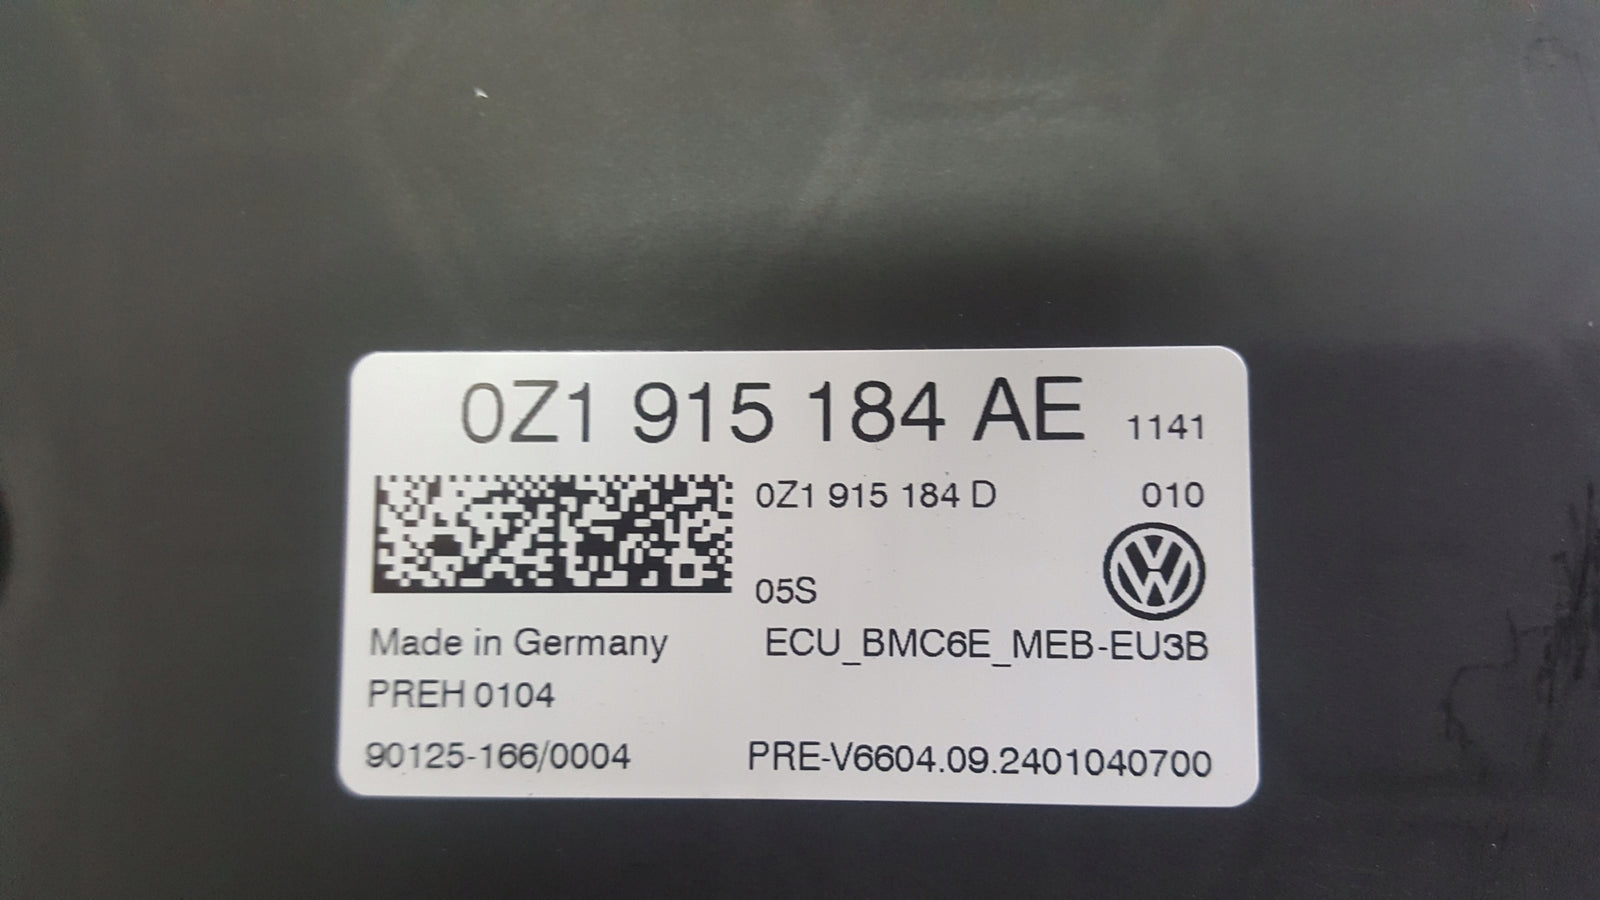 0Z1 915 184 AE 1141
0Z1 915 184 D 010
05S
Made in Germany ECU_BMC6E_MEB-EU3B
PREH 0104
90125-166/0004 PRE-V6604.09.2401040700